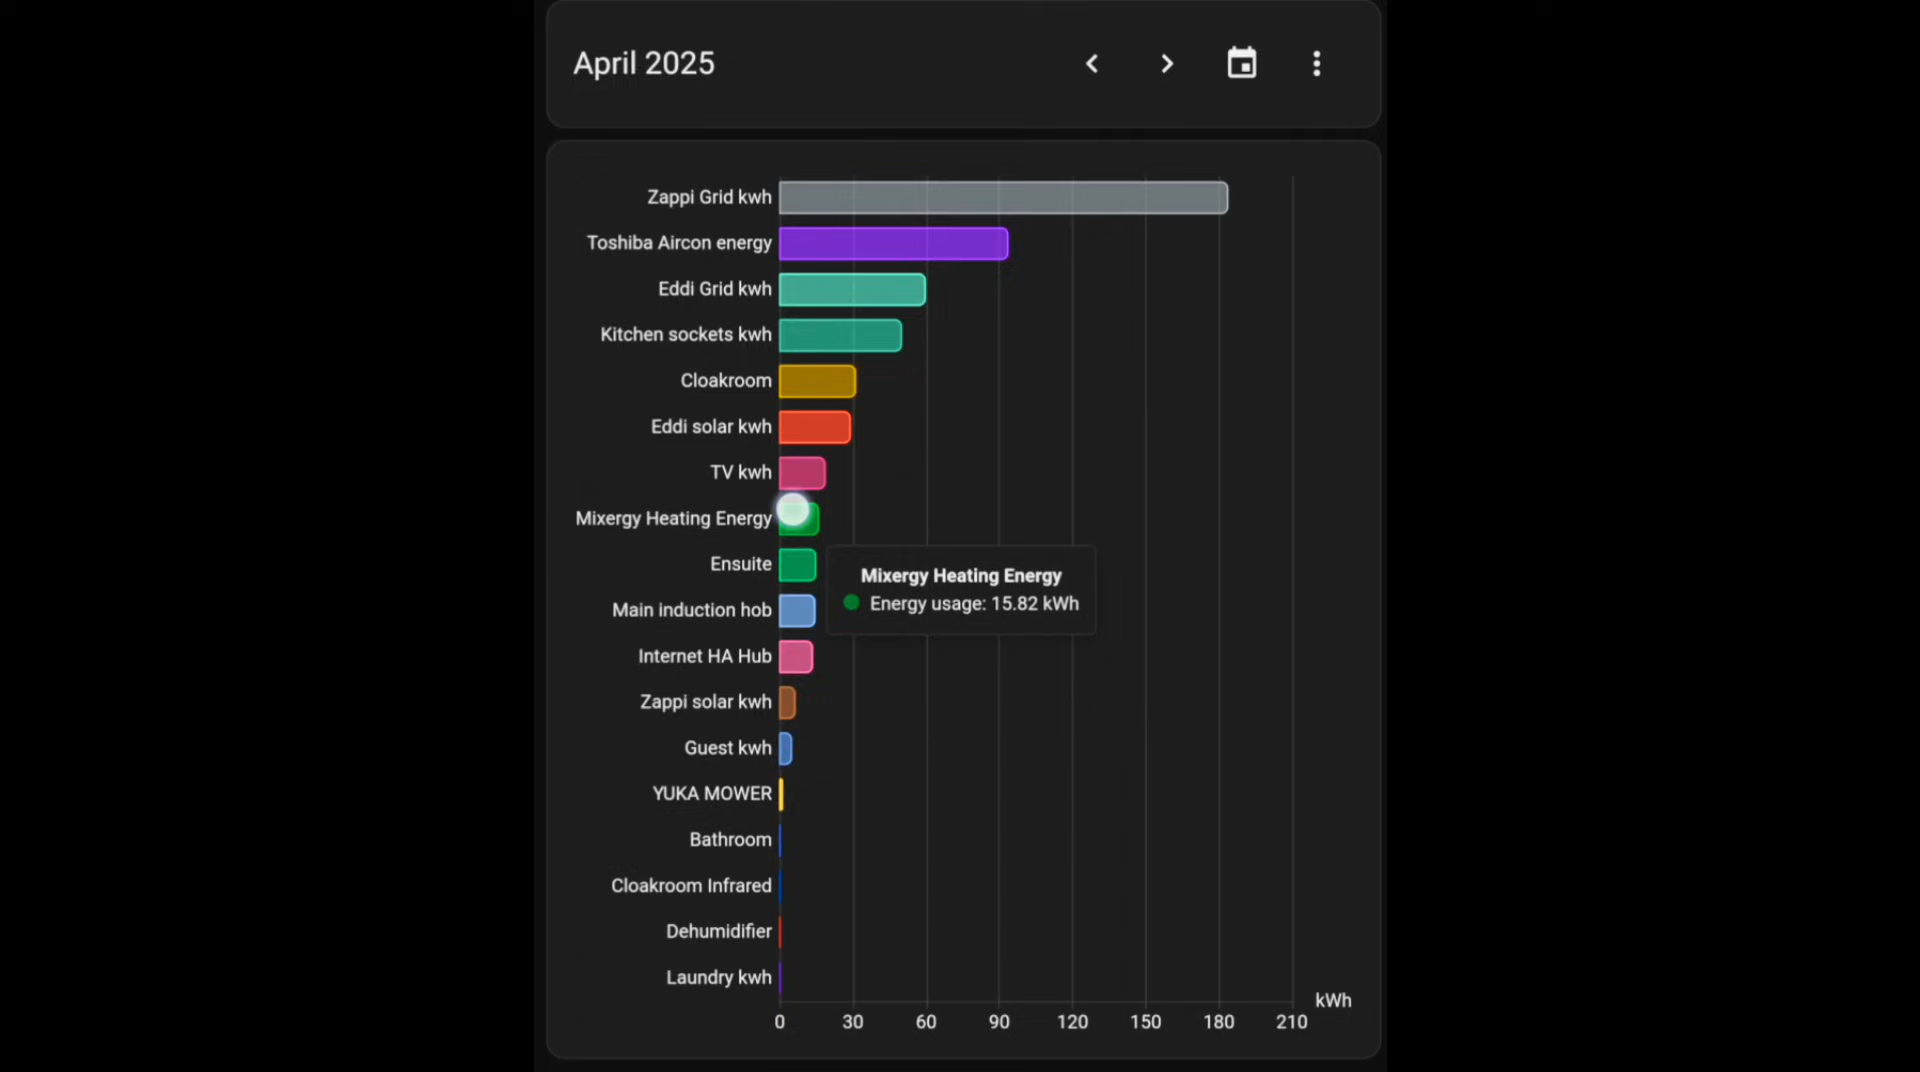 April 2025
Zappi Grid kwh
Toshiba Aircon energy
Eddi Grid kwh
Kitchen sockets kwh
Cloakroom
Eddi solar kwh
TV kwh
Mixergy Heating Energy
Ensuite
Mixergy Heating Energy
Energy usage: 15.82 kWh
Main induction hob
Internet HA Hub
Zappi solar kwh
Guest kwh
YUKA MOWER
Bathroom
Cloakroom Infrared
Dehumidifier
Laundry kwh
kWh
0 30 60 90 120 150 180 210